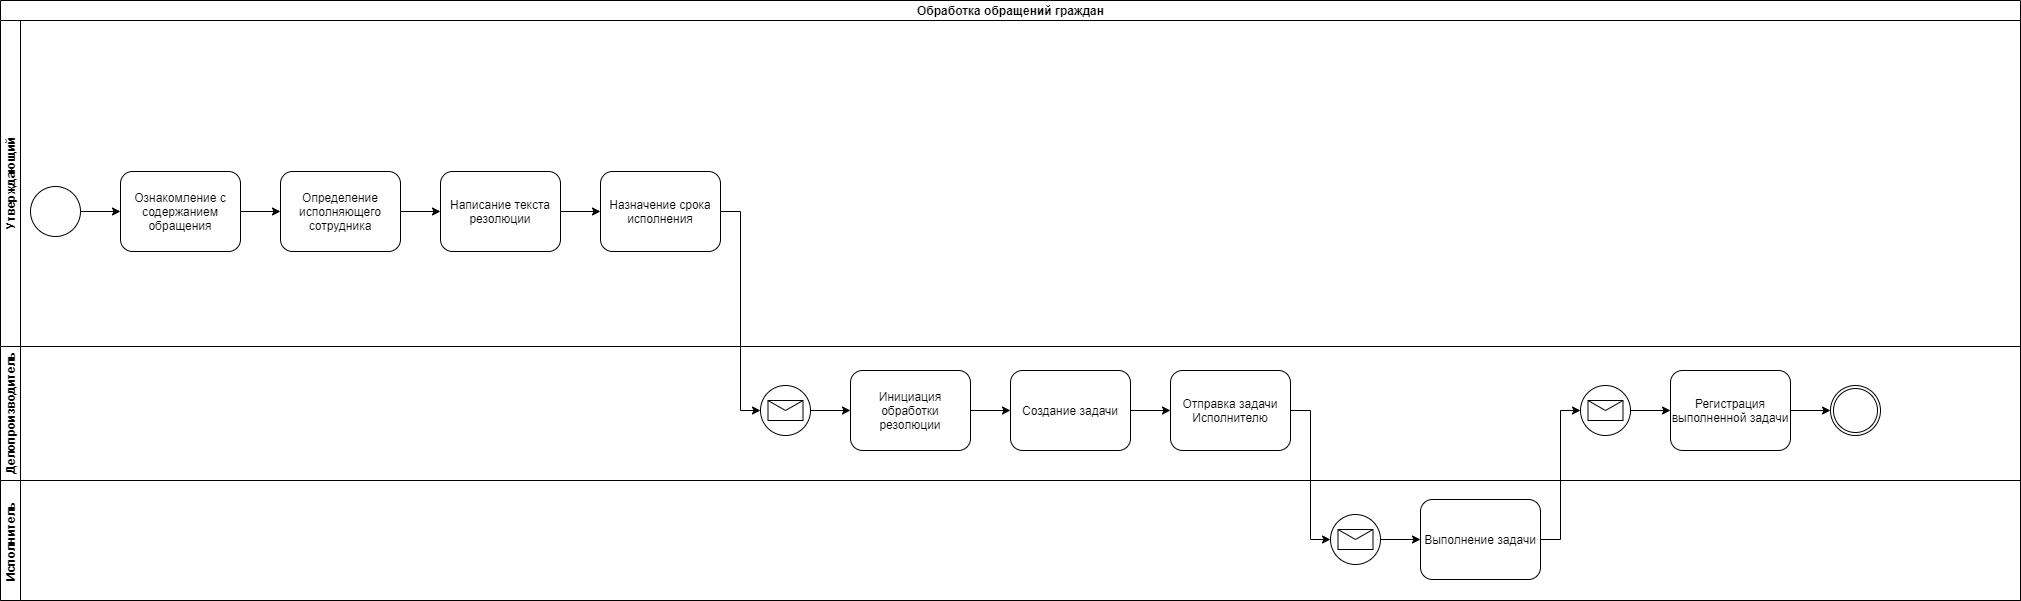 Обработка обращений граждан
Утверждающий
Ознакомление с
содержанием
обращения
Определение
исполняющего
сотрудника
Написание текста
резолюции
Назначение срока
исполнения
Делопроизводитель
Инициация
обработки
резолюции
Создание задачи
Отправка задачи
Исполнителю
Регистрация
выполненной задачи
Исполнитель
Выполнение задачи